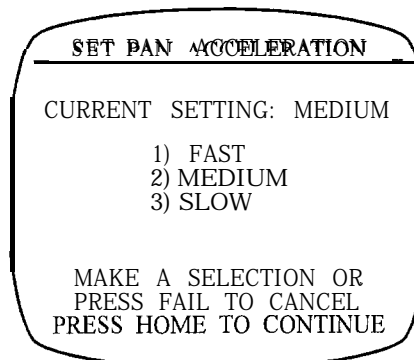 SET PAN ACCELERATION
CURRENT SETTING: MEDIUM
1) FAST
2) MEDIUM
3) SLOW
MAKE A SELECTION OR
PRESS FAIL TO CANCEL
PRESS HOME TO CONTINUE